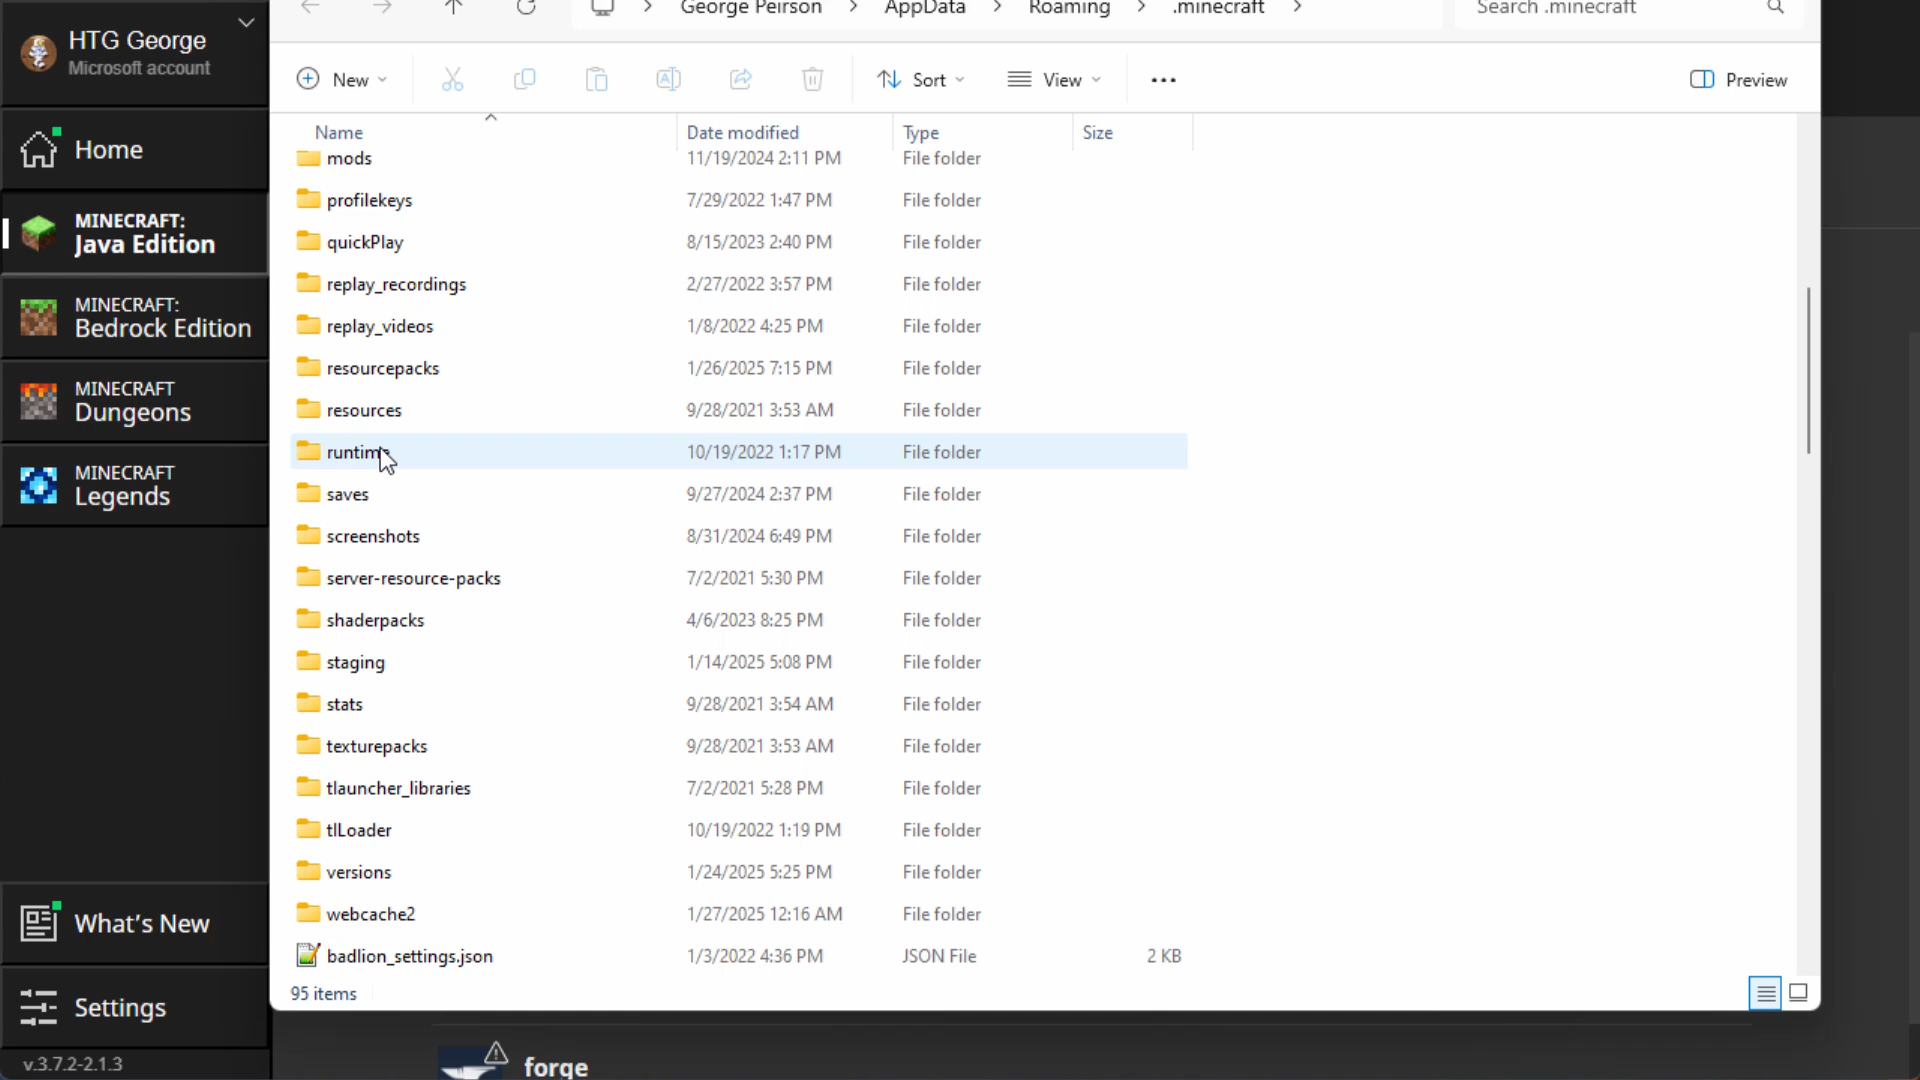 HTG George
Microsoft account
Home
MINECRAFT:
Java Edition
MINECRAFT:
Bedrock Edition
MINECRAFT
Dungeons
MINECRAFT
Legends
What's New
Settings
v.3.7.2-2.1.3
George Peirson > AppData > Roaming > .minecraft >
Search .minecraft
New
Sort
View
Preview
Name Date modified Type Size
mods 11/19/2024 2:11 PM File folder
profilekeys 7/29/2022 1:47 PM File folder
quickPlay 8/15/2023 2:40 PM File folder
replay_recordings 2/27/2022 3:57 PM File folder
replay_videos 1/8/2022 4:25 PM File folder
resourcepacks 1/26/2025 7:15 PM File folder
resources 9/28/2021 3:53 AM File folder
runtime 10/19/2022 1:17 PM File folder
saves 9/27/2024 2:37 PM File folder
screenshots 8/31/2024 6:49 PM File folder
server-resource-packs 7/2/2021 5:30 PM File folder
shaderpacks 4/6/2023 8:25 PM File folder
staging 1/14/2025 5:08 PM File folder
stats 9/28/2021 3:54 AM File folder
texturepacks 9/28/2021 3:53 AM File folder
tlauncher_libraries 7/2/2021 5:28 PM File folder
tlLoader 10/19/2022 1:19 PM File folder
versions 1/24/2025 5:25 PM File folder
webcache2 1/27/2025 12:16 AM File folder
badlion_settings.json 1/3/2022 4:36 PM JSON File 2 KB
95 items
forge